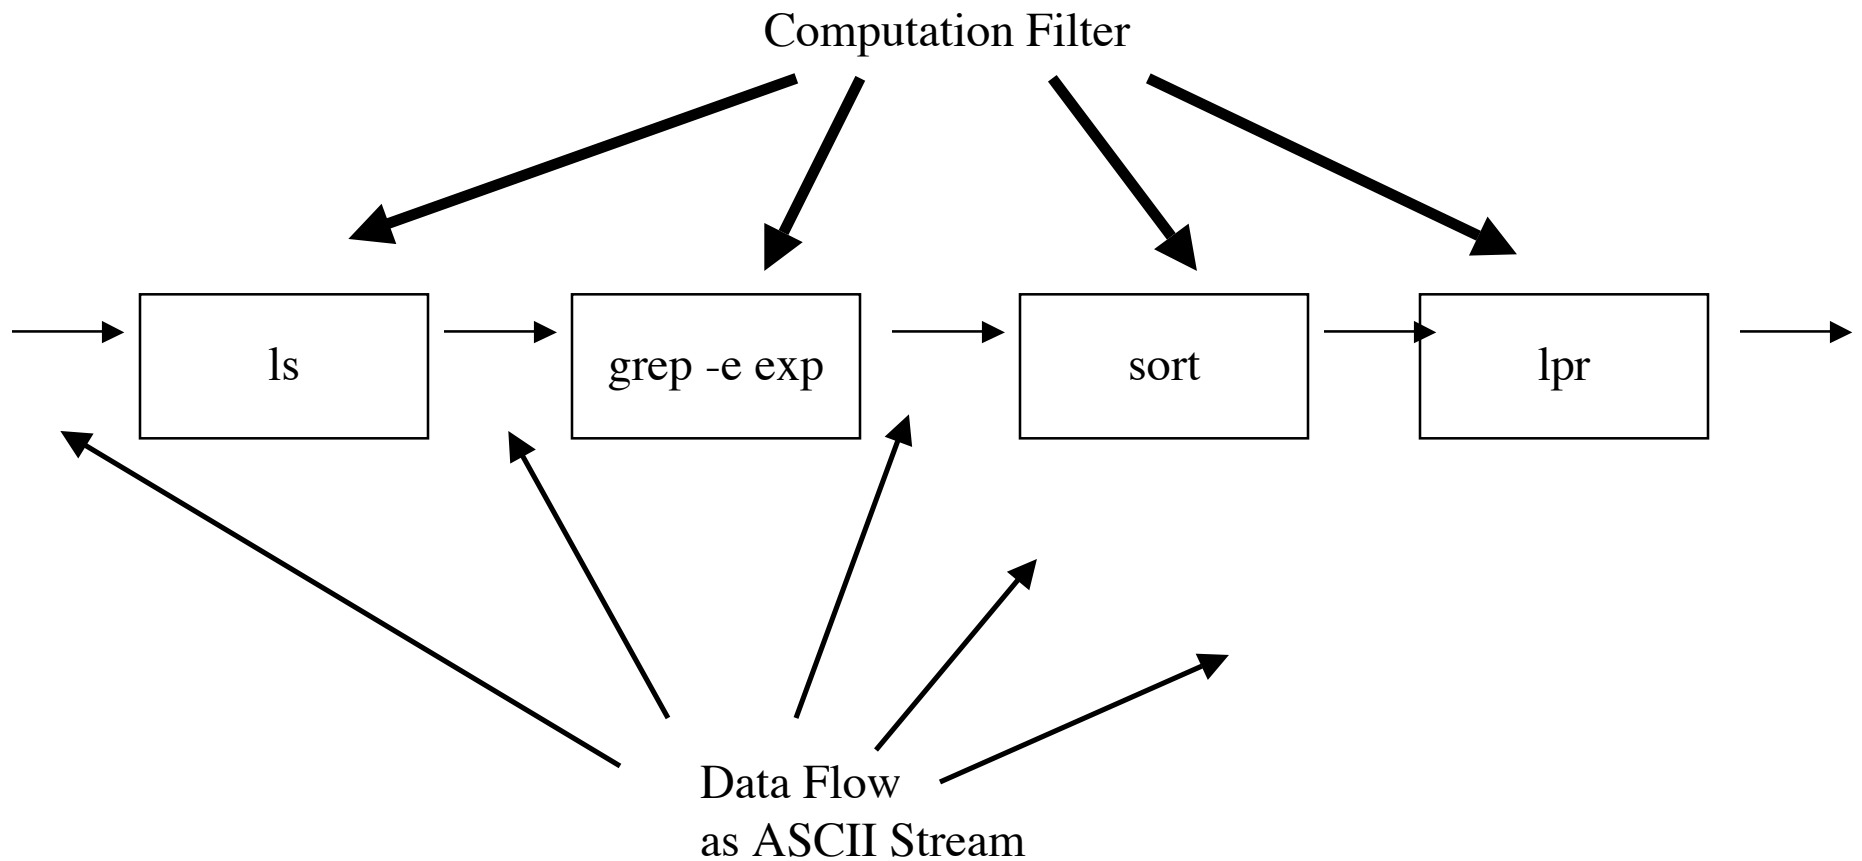 Computation Filter
ls
grep -e exp
sort
lpr
Data Flow
as ASCII Stream